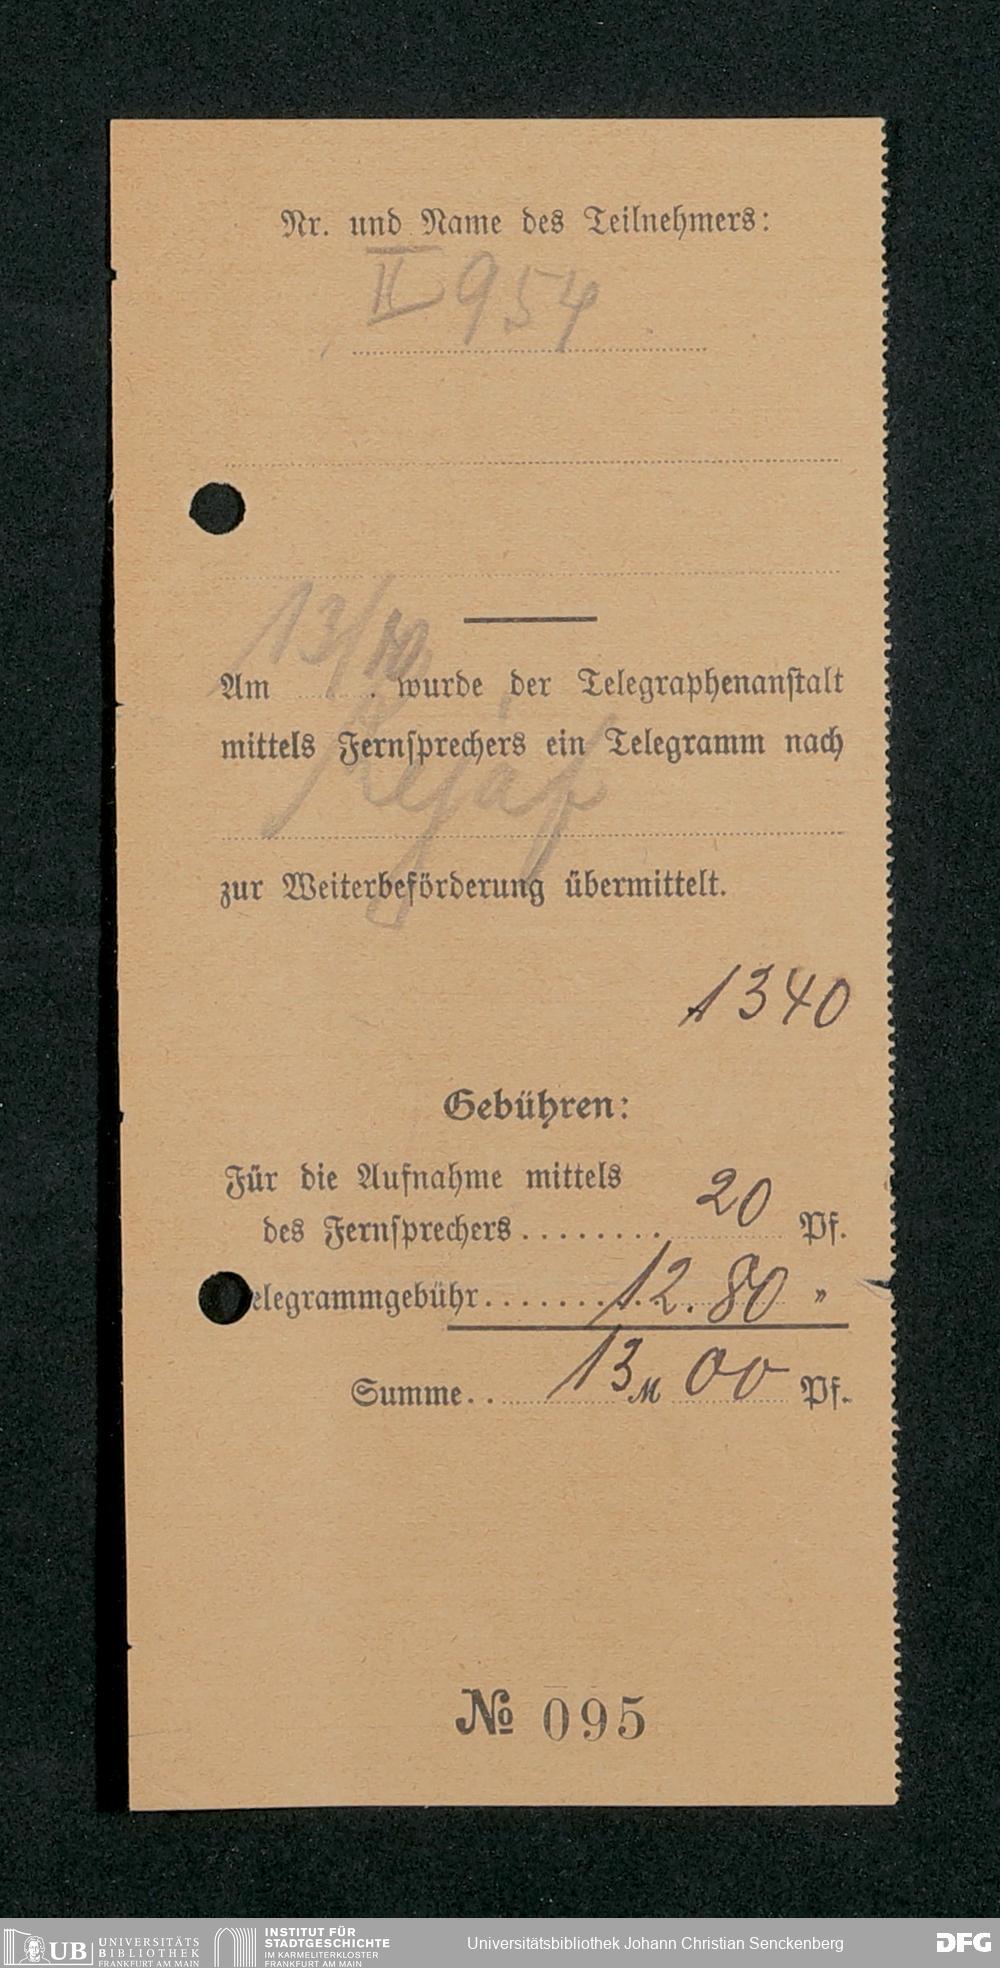 Nr. und Name des Teilnehmers:
II 954
13/10
Am ........ wurde der Telegraphenanstalt
mittels Fernsprechers ein Telegramm nach
Rejaf
zur Weiterbeförderung übermittelt.
1340
Gebühren:
Für die Aufnahme mittels
des Fernsprechers ......... 20 Pf.
elegrammgebühr ......... 12.80 "
Summe .. 13 M 00 Pf.
№ 095
UB UNIVERSITÄTS
BIBLIOTHEK
FRANKFURT AM MAIN
INSTITUT FÜR
STADTGESCHICHTE
IM KARMELITERKLOSTER
FRANKFURT AM MAIN
Universitätsbibliothek Johann Christian Senckenberg
DFG